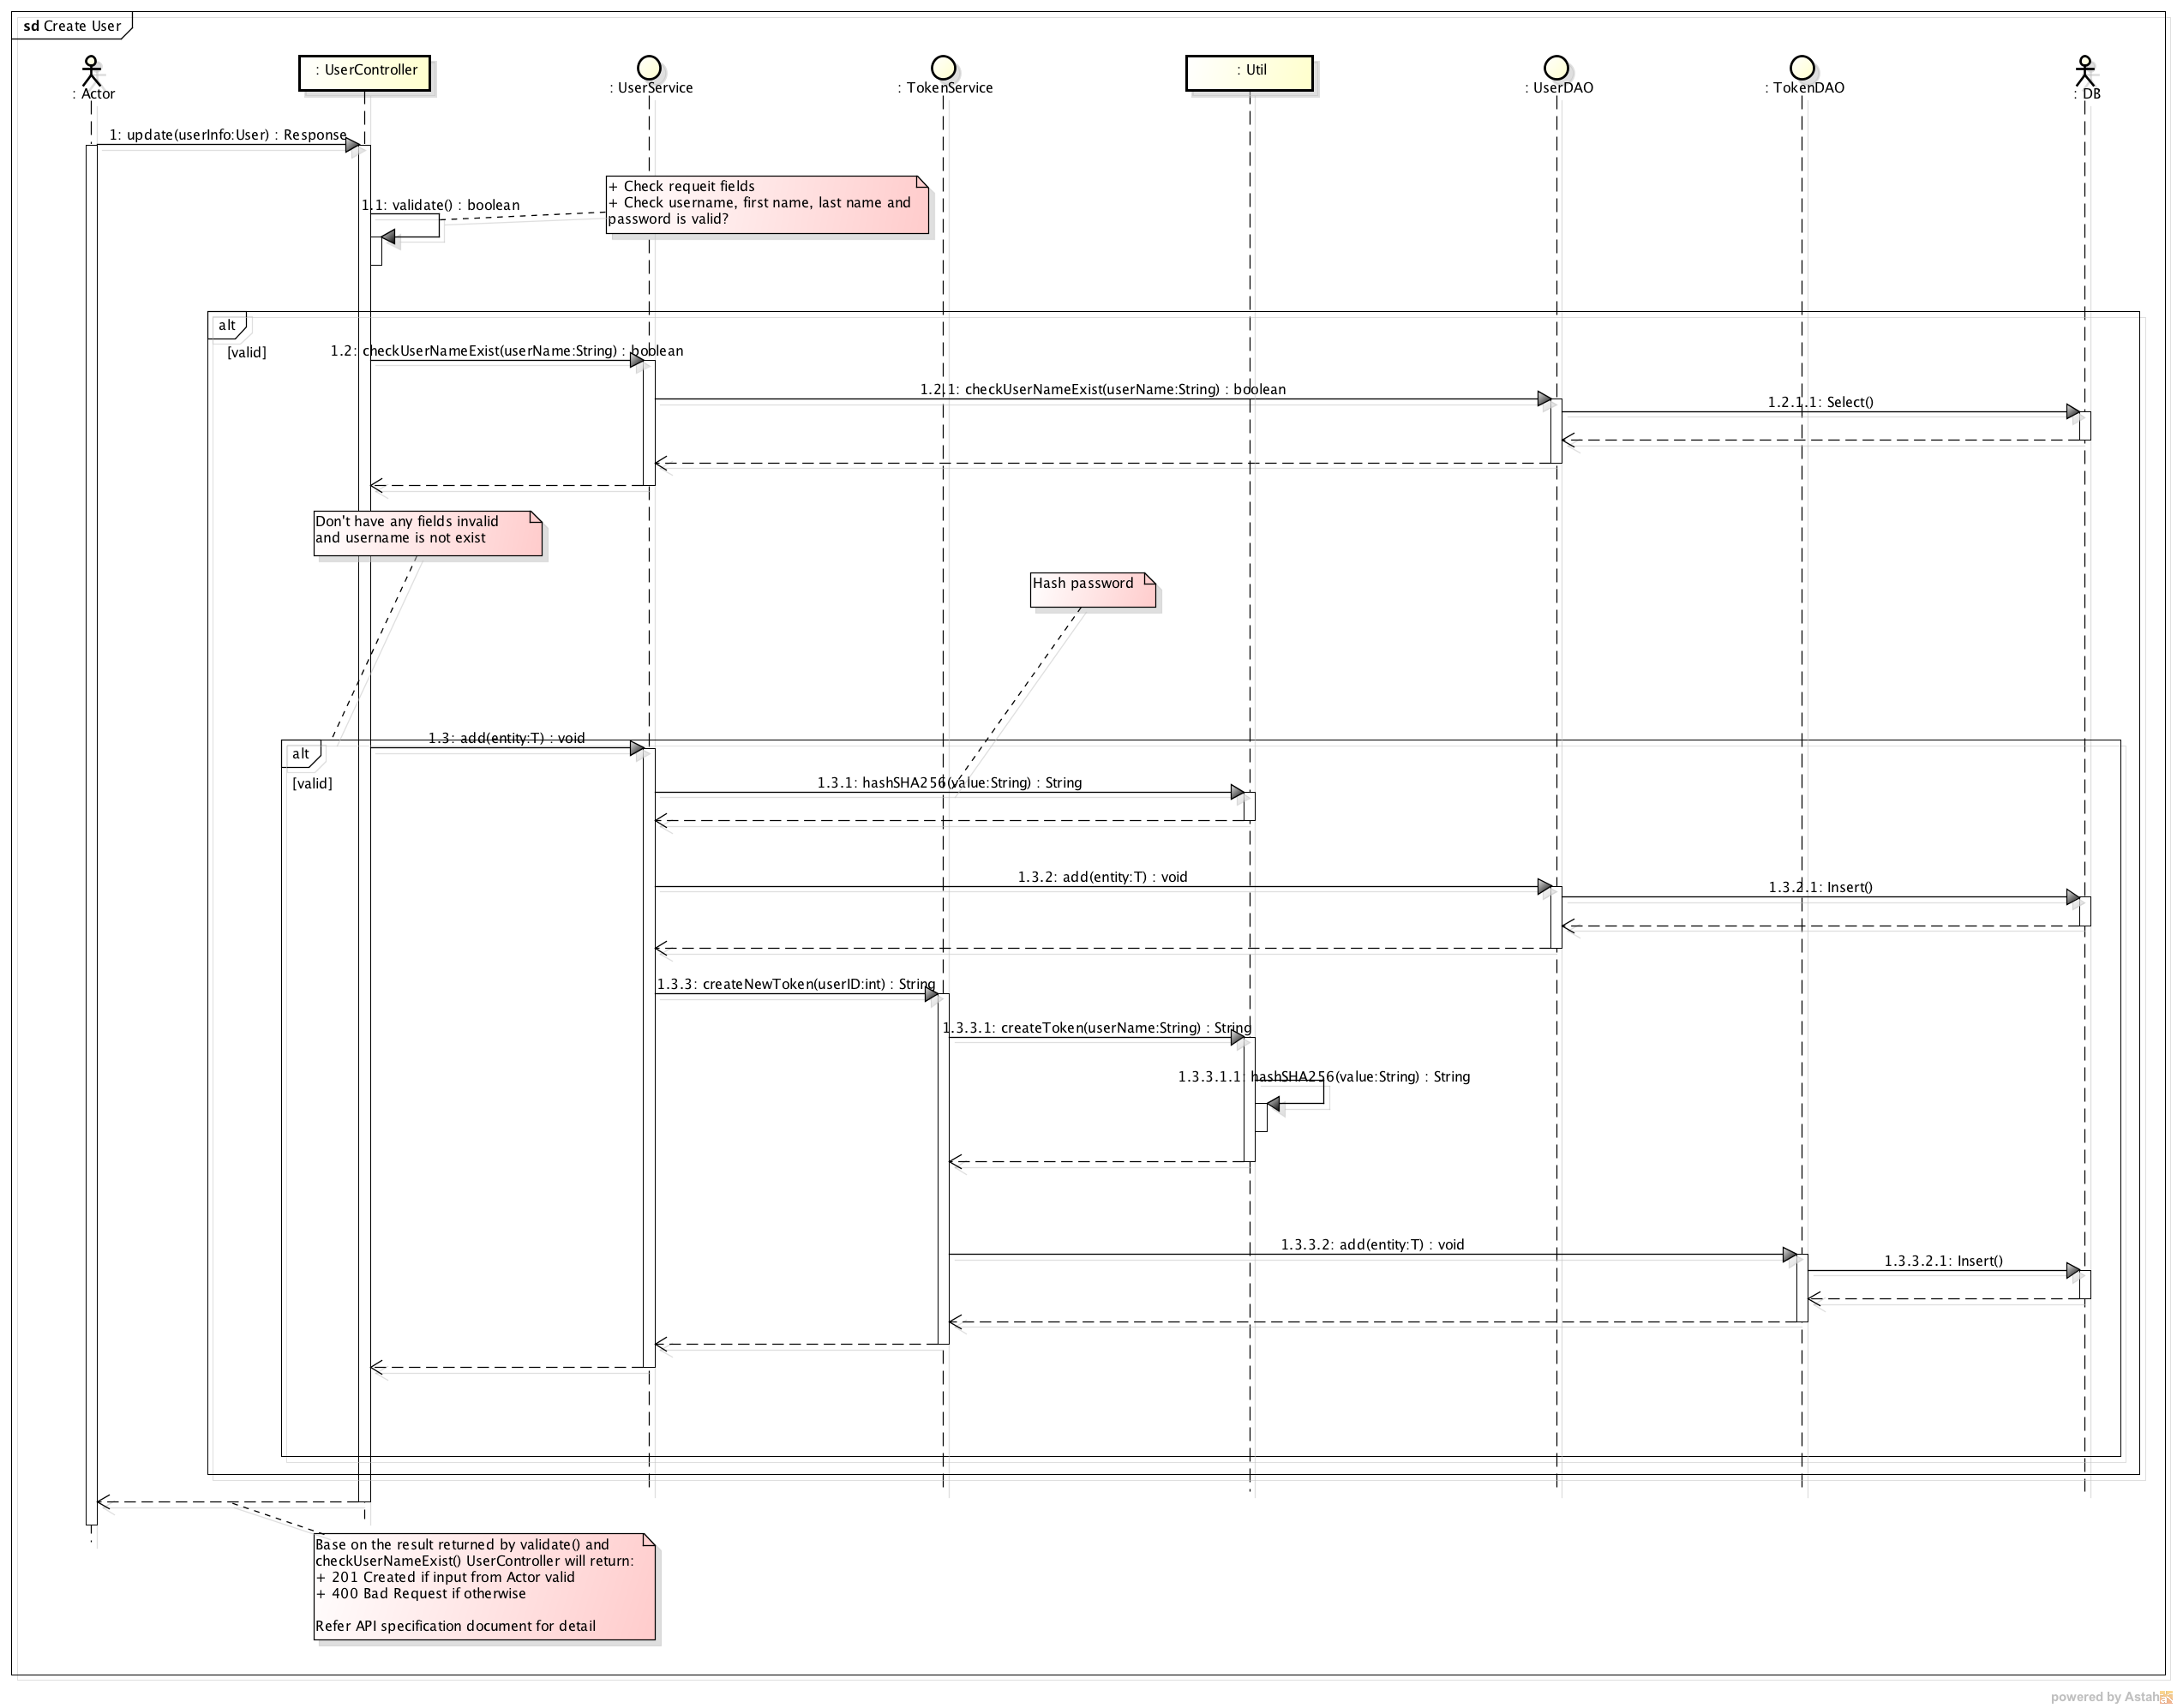 sd Create User
: Actor
: UserController
: UserService
: TokenService
: Util
: UserDAO
: TokenDAO
: DB
1: update(userInfo:User) : Response
+ Check requeit fields
+ Check username, first name, last name and
password is valid?
1.1: validate() : boolean
alt
[valid]
1.2: checkUserNameExist(userName:String) : boolean
1.2.1: checkUserNameExist(userName:String) : boolean
1.2.1.1: Select()
Don't have any fields invalid
and username is not exist
Hash password
alt
[valid]
1.3: add(entity:T) : void
1.3.1: hashSHA256(value:String) : String
1.3.2: add(entity:T) : void
1.3.2.1: Insert()
1.3.3: createNewToken(userID:int) : String
1.3.3.1: createToken(userName:String) : String
1.3.3.1.1: hashSHA256(value:String) : String
1.3.3.2: add(entity:T) : void
1.3.3.2.1: Insert()
Base on the result returned by validate() and
checkUserNameExist() UserController will return:
+ 201 Created if input from Actor valid
+ 400 Bad Request if otherwise
Refer API specification document for detail
powered by Astah